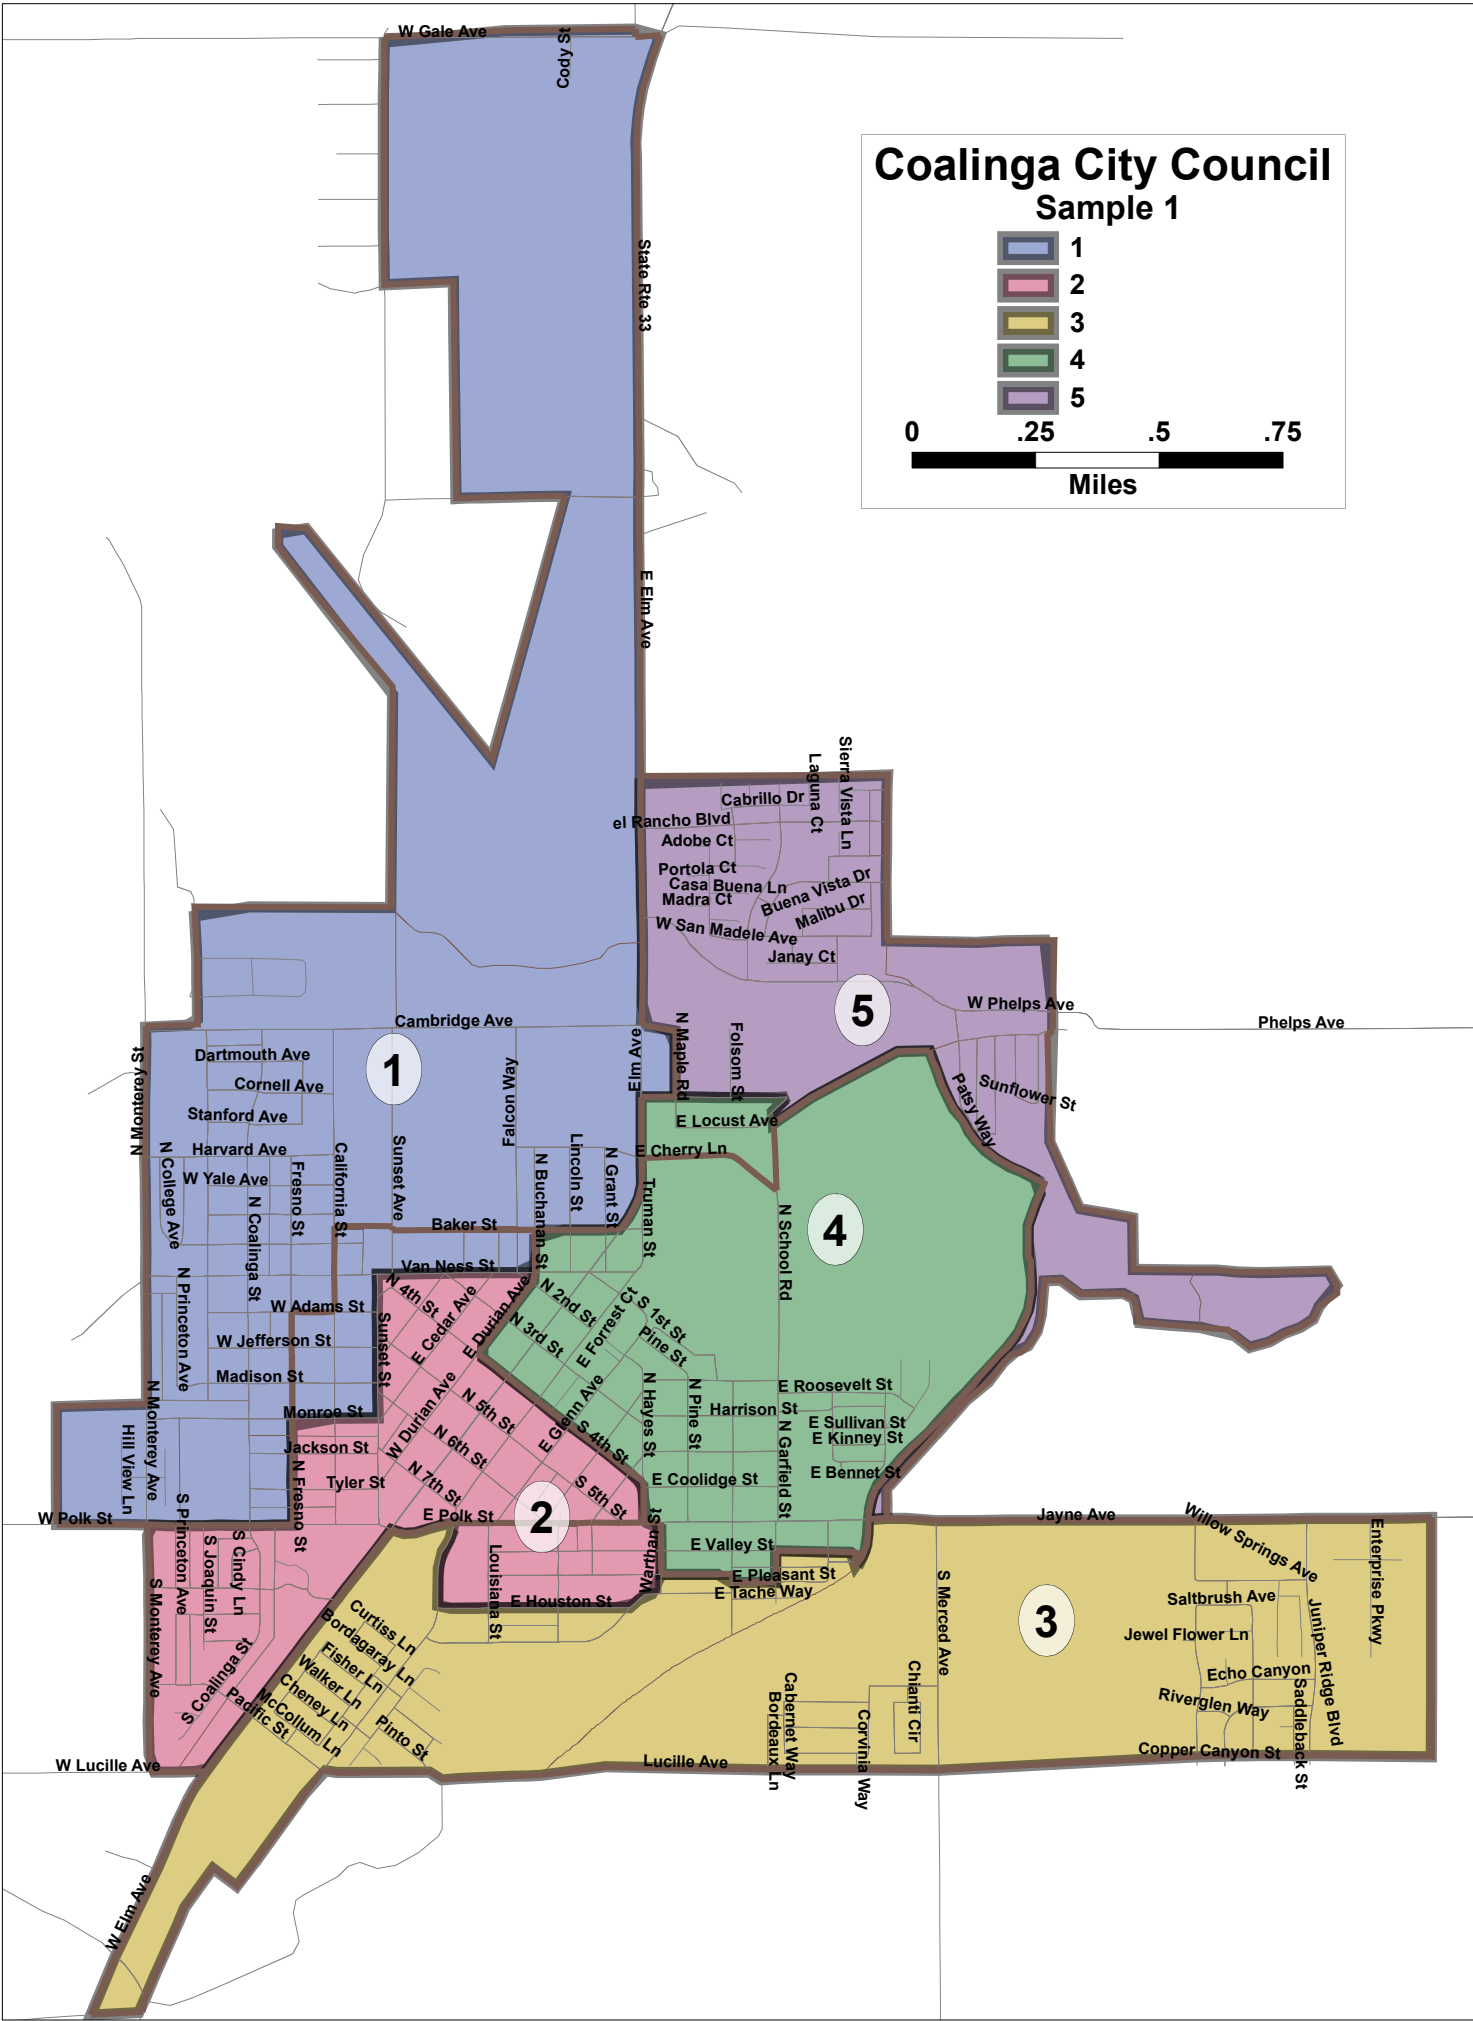 W Gale Ave
Copy St
Coalinga City Council
Sample 1
1
2
3
4
5
0 .25 .5 .75
Miles
State Rte 33
E Elm Ave
Sierra Vista Ln
Laguna Ct
Cabrillo Dr
el Rancho Blvd
Adobe Ct
Portola Ct
Casa Buena Ln
Madra Ct
Buena Vista Dr
Malibu Dr
W San Madele Ave
Janay Ct
5
W Phelps Ave
Phelps Ave
Cambridge Ave
N Maple Rd
Folsom St
Elm Ave
N Monterey St
Dartmouth Ave
1
Cornell Ave
Falcon Way
Sunflower St
Patsy Way
Stanford Ave
E Locust Ave
Harvard Ave
E Cherry Ln
N College Ave
W Yale Ave
Fresno St
California St
Sunset Ave
Lincoln St
N Grant St
N Buchanan St
Truman St
N Coalinga St
N School Rd
4
Baker St
Van Ness St
N Princeton Ave
W Adams St
N 4th St
E Cedar Ave
E Durian Ave
N 2nd St
S 1st St
E Forrest Ct
N 3rd St
Pine St
Sunset St
W Jefferson St
Madison St
N Monterey Ave
Monroe St
W Durian Ave
N 5th St
E Glenn Ave
N Hayes St
N Pine St
E Roosevelt St
Harrison St
E Sullivan St
E Kinney St
N Garfield St
Hill View Ln
Jackson St
N 6th St
S 4th St
Tyler St
N Fresno St
N 7th St
S 5th St
E Coolidge St
E Bennet St
W Polk St
E Polk St
2
Warthan St
Jayne Ave
Willow Springs Ave
Enterprise Pkwy
S Princeton Ave
S Joaquin St
S Cindy Ln
Louisiana St
E Valley St
E Pleasant St
E Tache Way
E Houston St
S Monterey Ave
S Merced Ave
3
Saltbrush Ave
Jewel Flower Ln
Juniper Ridge Blvd
Echo Canyon
Saddleback St
Riverglen Way
Copper Canyon St
Curtiss Ln
Bordagaray Ln
Fisher Ln
Walker Ln
Cheney Ln
McCollum Ln
S Coalinga St
Pacific St
Pinto St
Cabernet Way
Bordeaux Ln
Corvinia Way
Chianti Cir
W Lucille Ave
Lucille Ave
W Elm Ave